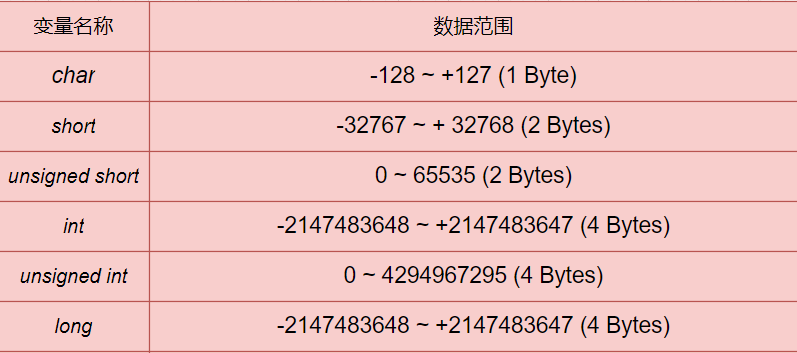 变量名称 数据范围
char -128 ~ +127 (1 Byte)
short -32767 ~ + 32768 (2 Bytes)
unsigned short 0 ~ 65535 (2 Bytes)
int -2147483648 ~ +2147483647 (4 Bytes)
unsigned int 0 ~ 4294967295 (4 Bytes)
long -2147483648 ~ +2147483647 (4 Bytes)